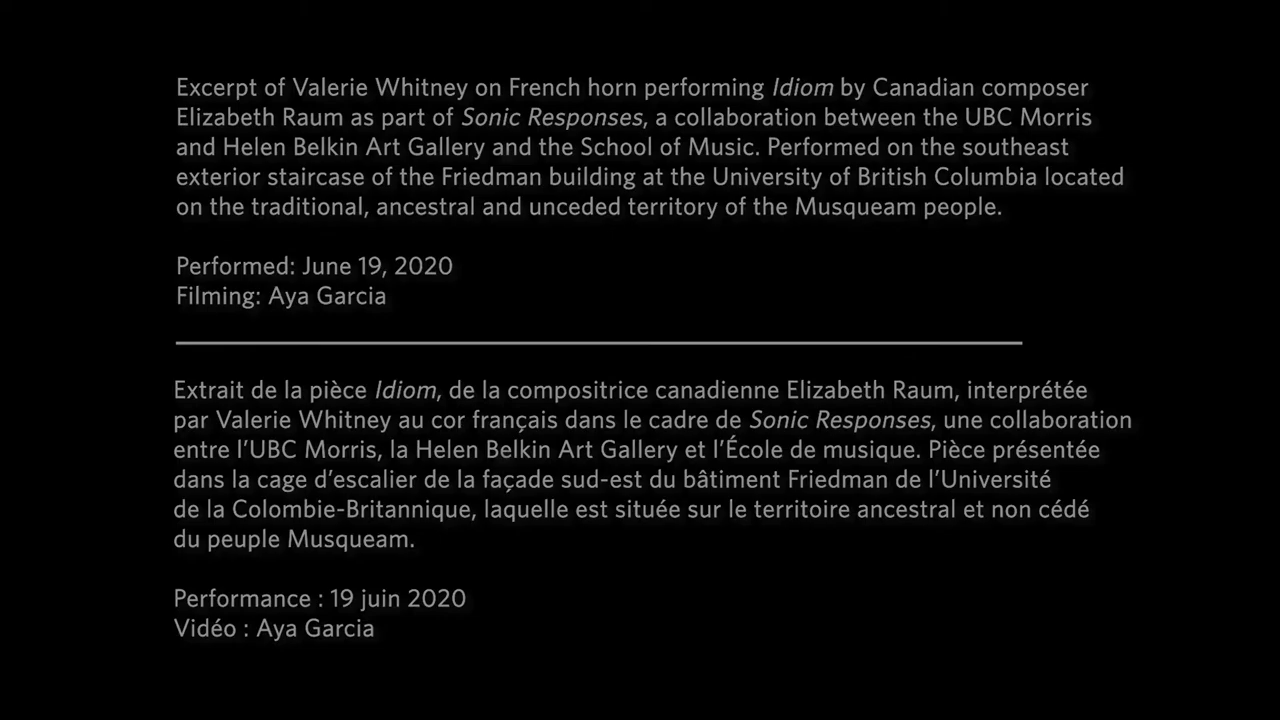 Excerpt of Valerie Whitney on French horn performing Idiom by Canadian composer
Elizabeth Raum as part of Sonic Responses, a collaboration between the UBC Morris
and Helen Belkin Art Gallery and the School of Music. Performed on the southeast
exterior staircase of the Friedman building at the University of British Columbia located
on the traditional, ancestral and unceded territory of the Musqueam people.
Performed: June 19, 2020
Filming: Aya Garcia
Extrait de la pièce Idiom, de la compositrice canadienne Elizabeth Raum, interprétée
par Valerie Whitney au cor français dans le cadre de Sonic Responses, une collaboration
entre l’UBC Morris, la Helen Belkin Art Gallery et l’École de musique. Pièce présentée
dans la cage d’escalier de la façade sud-est du bâtiment Friedman de l’Université
de la Colombie-Britannique, laquelle est située sur le territoire ancestral et non cédé
du peuple Musqueam.
Performance : 19 juin 2020
Vidéo : Aya Garcia